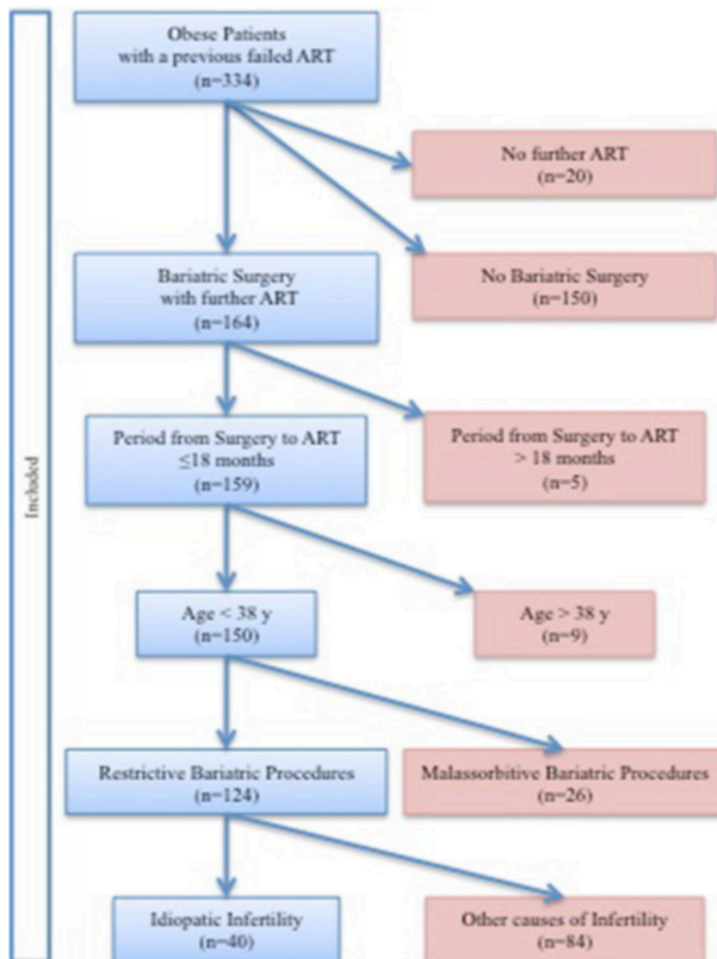 Obese Patients
with a previous failed ART
(n=334)
No further ART
(n=20)
Bariatric Surgery
with further ART
(n=164)
No Bariatric Surgery
(n=150)
Period from Surgery to ART
≤18 months
(n=159)
Period from Surgery to ART
> 18 months
(n=5)
Included
Age < 38 y
(n=150)
Age > 38 y
(n=9)
Restrictive Bariatric Procedures
(n=124)
Malassorbitive Bariatric Procedures
(n=26)
Idiopatic Infertility
(n=40)
Other causes of Infertility
(n=84)